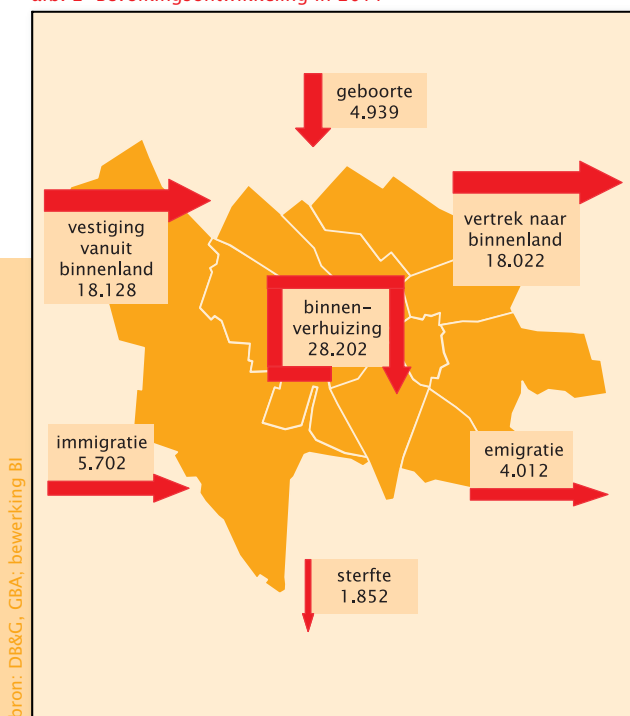 geboorte
4.939
vestiging
vanuit
binnenland
18.128
vertrek naar
binnenland
18.022
binnen-
verhuizing
28.202
immigratie
5.702
emigratie
4.012
sterfte
1.852
bron: DB&G, GBA; bewerking BI